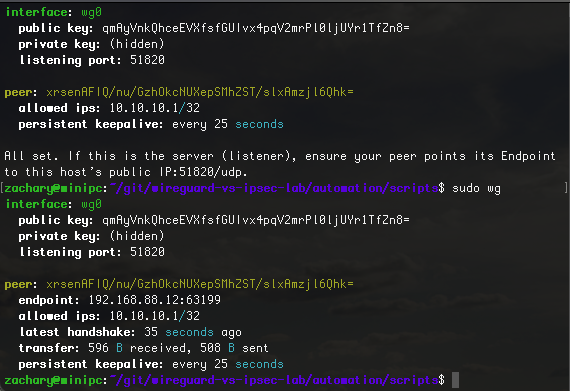 interface: wg0
public key: qmAyVnkQhceEVXfsfGUIvx4pqV2mrPl0ljUYr1TfZn8=
private key: (hidden)
listening port: 51820
peer: xrsenAFIQ/nu/GzhOkcNUXepSMhZST/slxAmzjl6Qhk=
allowed ips: 10.10.10.1/32
persistent keepalive: every 25 seconds
All set. If this is the server (listener), ensure your peer points its Endpoint
to this host's public IP:51820/udp.
[zachary@minipc:~/git/wireguard-vs-ipsec-lab/automation/scripts$ sudo wg ]
interface: wg0
public key: qmAyVnkQhceEVXfsfGUIvx4pqV2mrPl0ljUYr1TfZn8=
private key: (hidden)
listening port: 51820
peer: xrsenAFIQ/nu/GzhOkcNUXepSMhZST/slxAmzjl6Qhk=
endpoint: 192.168.88.12:63199
allowed ips: 10.10.10.1/32
latest handshake: 35 seconds ago
transfer: 596 B received, 508 B sent
persistent keepalive: every 25 seconds
zachary@minipc:~/git/wireguard-vs-ipsec-lab/automation/scripts$